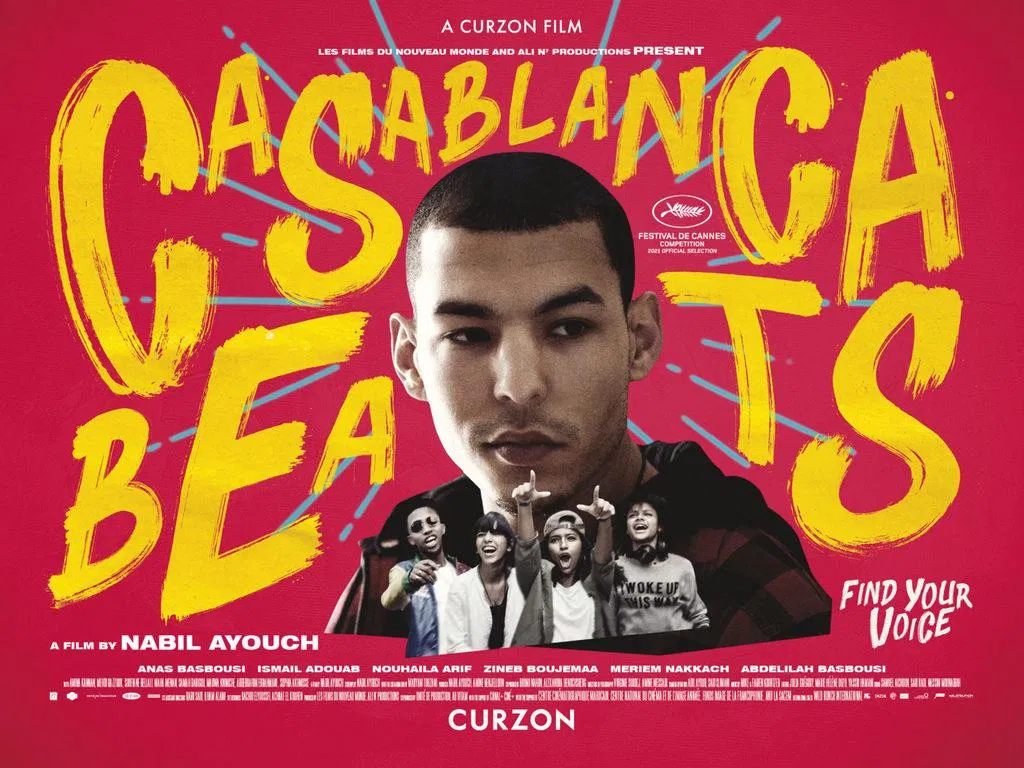 A CURZON FILM
LES FILMS DU NOUVEAU MONDE AND ALI N' PRODUCTIONS PRESENT
CASABLANCA
BEATS
FESTIVAL DE CANNES
COMPETITION
2021 OFFICIAL SELECTION
I WOKE UP
THIS WAY
FIND YOUR
VOICE
A FILM BY NABIL AYOUCH
ANAS BASBOUSI ISMAIL ADOUAB NOUHAILA ARIF ZINEB BOUJEMAA MERIEM NAKKACH ABDELILAH BASBOUSI
CURZON